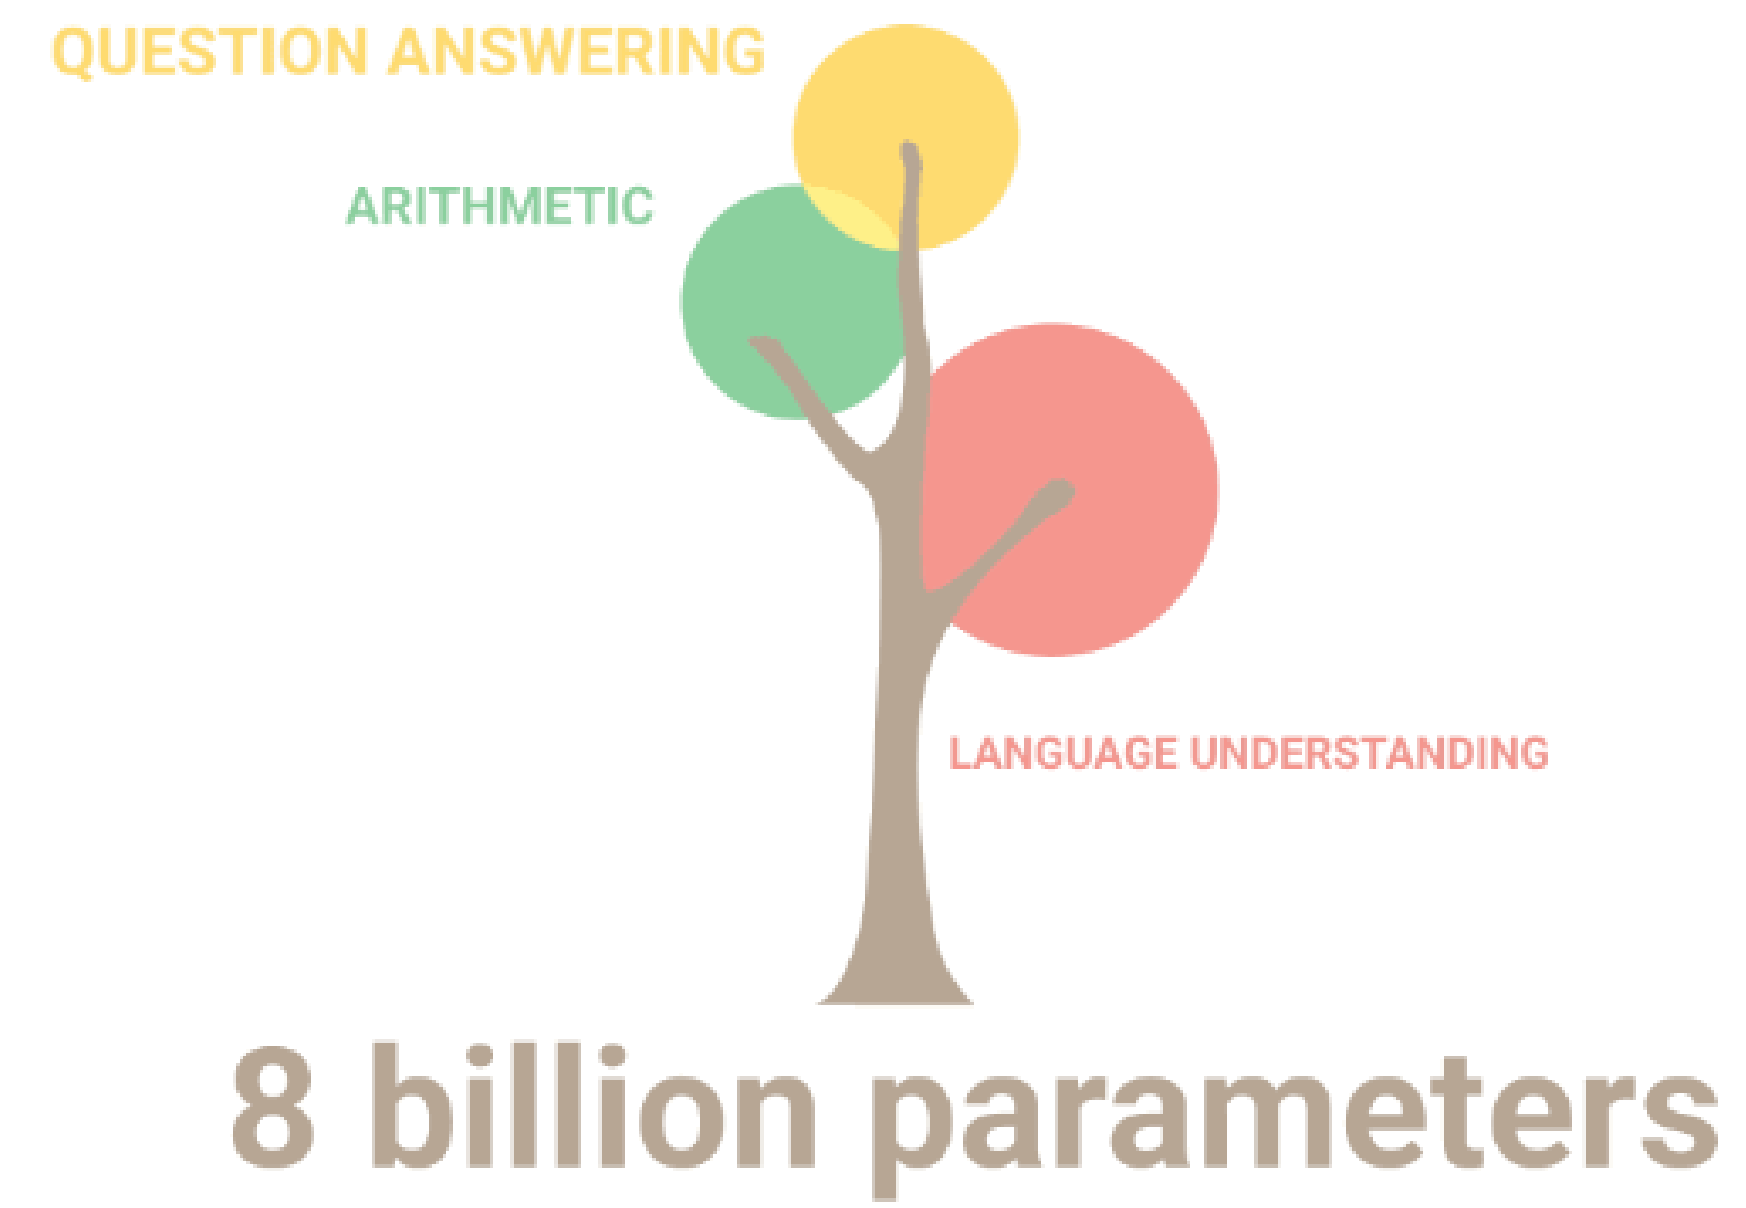 QUESTION ANSWERING
ARITHMETIC
LANGUAGE UNDERSTANDING
8 billion parameters